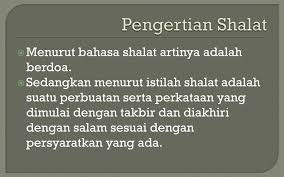 Pengertian Shalat
Menurut bahasa shalat artinya adalah
berdoa.
Sedangkan menurut istilah shalat adalah
suatu perbuatan serta perkataan yang
dimulai dengan takbir dan diakhiri
dengan salam sesuai dengan
persyaratkan yang ada.